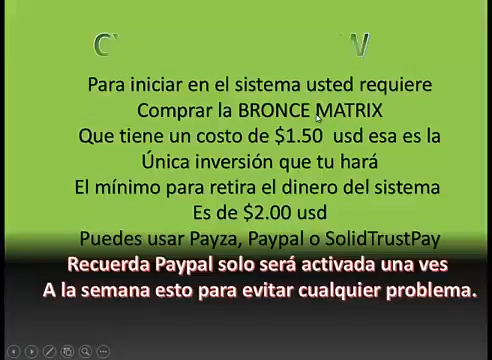 Para iniciar en el sistema usted requiere
Comprar la BRONCE MATRIX
Que tiene un costo de $1.50 usd esa es la
Única inversión que tu hará
El mínimo para retira el dinero del sistema
Es de $2.00 usd
Puedes usar Payza, Paypal o SolidTrustPay
Recuerda Paypal solo será activada una ves
A la semana esto para evitar cualquier problema.